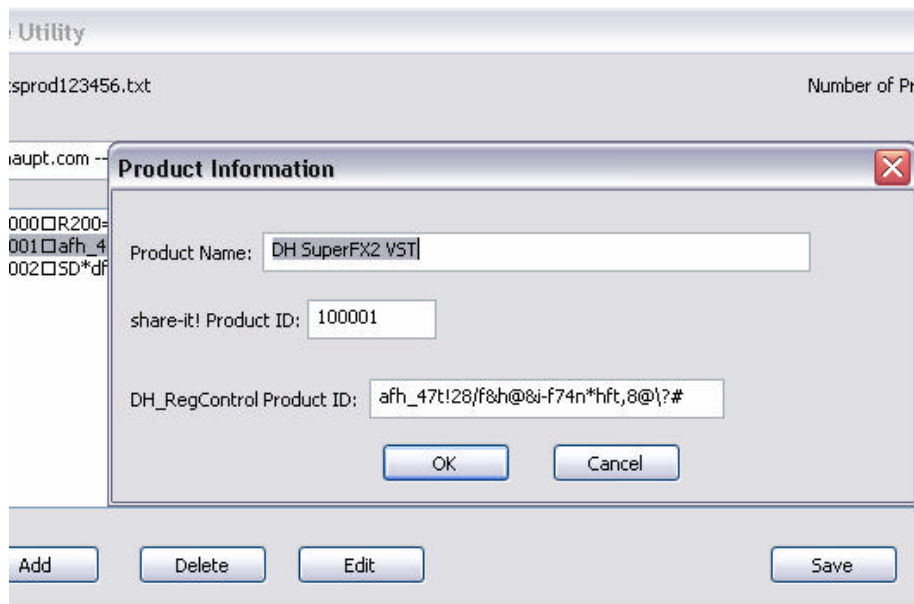 Utility
tsprod123456.txt
Number of Pr
naupt.com --
Product Information
000□R200=
001□afh_4
002□SD*df
Product Name: DH SuperFX2 VST
share-it! Product ID: 100001
DH_RegControl Product ID: afh_47t!28/f&h@&i-f74n*hft,8@\?#
OK Cancel
Add Delete Edit Save